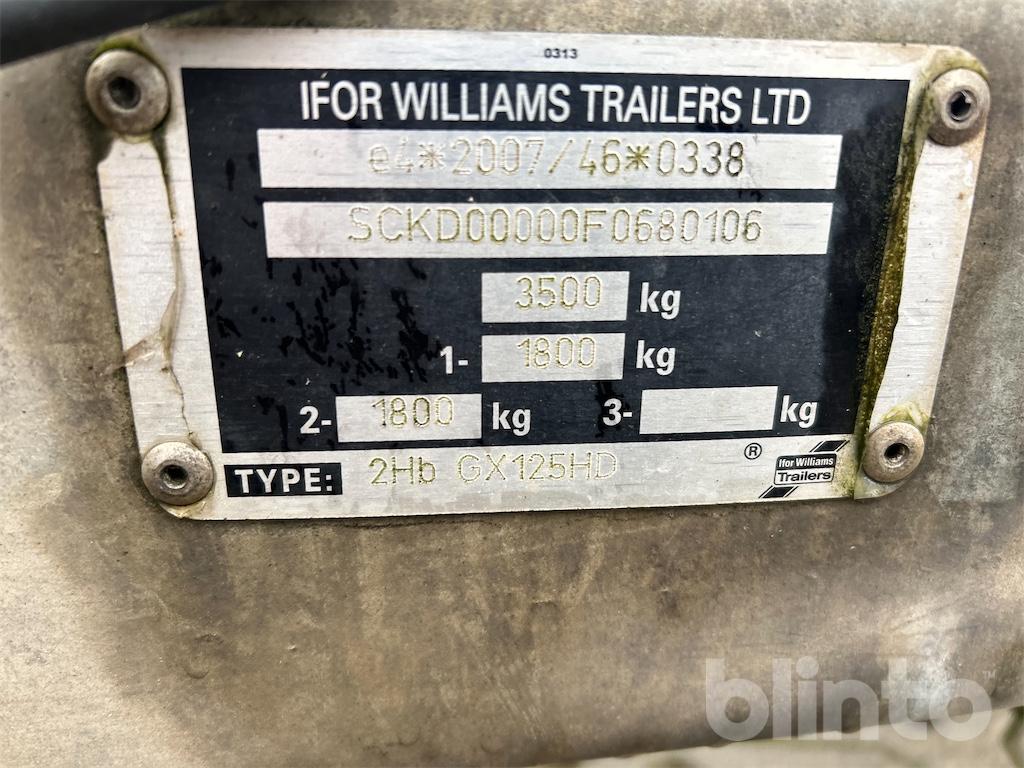 0313
IFOR WILLIAMS TRAILERS LTD
e4*2007/46*0338
SCKD00000F0680106
3500 kg
1- 1800 kg
2- 1800 kg 3- kg
TYPE: 2Hb GX125HD ®
Ifor Williams
Trailers
blinto™